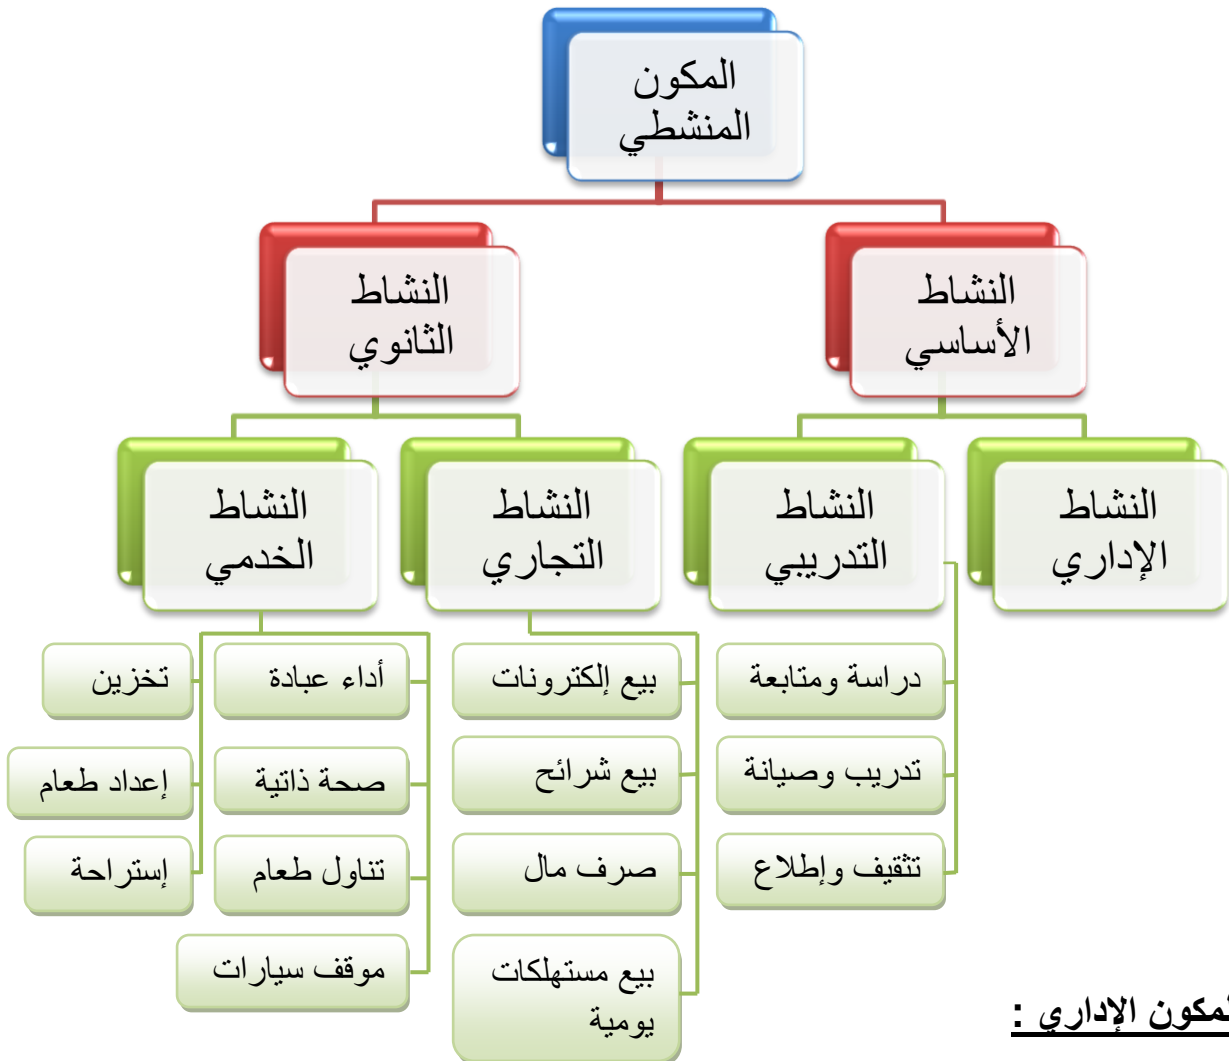 المكون
المنشطي
النشاط
الأساسي
النشاط
الثانوي
النشاط
الإداري
النشاط
التدريبي
النشاط
التجاري
النشاط
الخدمي
دراسة ومتابعة
تدريب وصيانة
تثقيف وإطلاع
بيع إلكترونات
بيع شرائح
صرف مال
بيع مستهلكات
يومية
أداء عبادة
صحة ذاتية
تناول طعام
موقف سيارات
تخزين
إعداد طعام
إستراحة
لمكون الإداري :